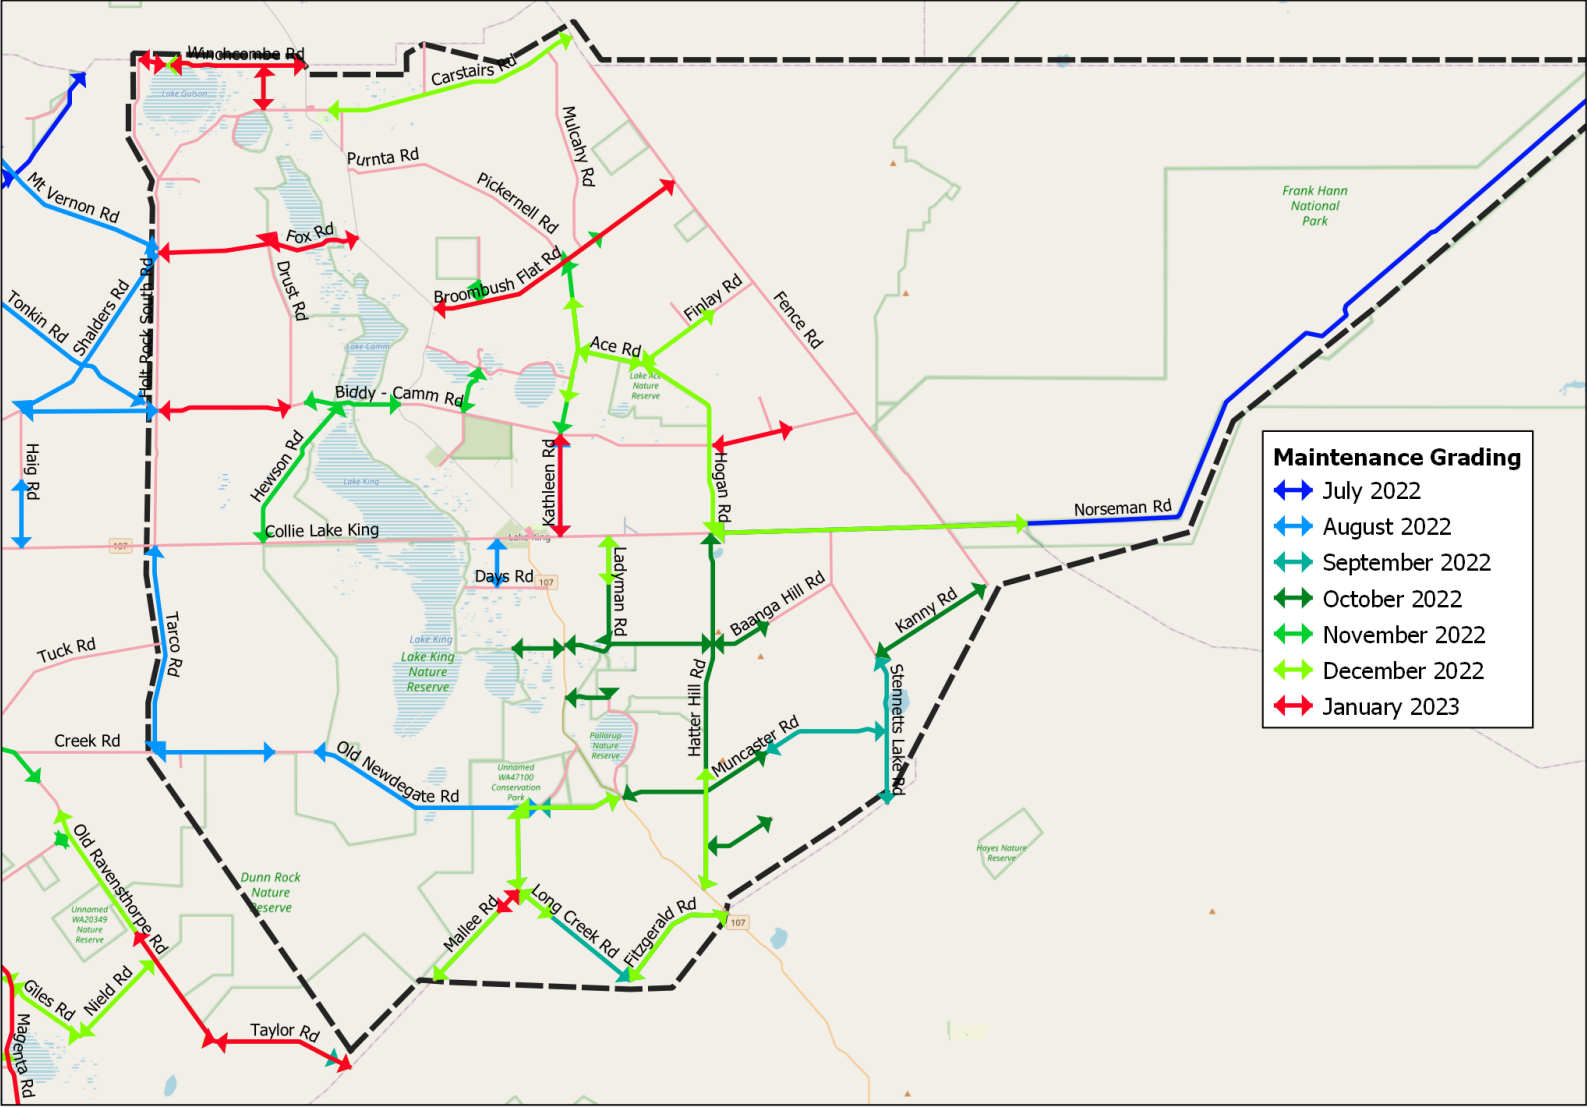 Winchcombe Rd
Carstairs Rd
Lake Gulson
Mulcahy Rd
Purnta Rd
Pickernell Rd
Mt Vernon Rd
Frank Hann
National
Park
Fox Rd
Broombush Flat Rd
Drust Rd
Holt Rock South Rd
Shalders Rd
Tonkin Rd
Finlay Rd
Fence Rd
Lake Camm
Ace Rd
Lake Ace
Nature
Reserve
Biddy - Camm Rd
Haig Rd
Hewson Rd
Kathleen Rd
Hogan Rd
Lake King
Maintenance Grading
July 2022
August 2022
September 2022
October 2022
November 2022
December 2022
January 2023
Norseman Rd
Collie Lake King
107
Lake King
Days Rd
107
Ladyman Rd
Baanga Hill Rd
Kanny Rd
Tarco Rd
Tuck Rd
Lake King
Lake King
Nature
Reserve
Hatter Hill Rd
Stennetts Lake Rd
Muncaster Rd
Pallarup
Nature
Reserve
Creek Rd
Old Newdegate Rd
Unnamed
WA47100
Conservation
Park
Hayes Nature
Reserve
Old Ravensthorpe Rd
Dunn Rock
Nature
Reserve
Unnamed
WA20349
Nature
Reserve
Mallee Rd
Long Creek Rd
Fitzgerald Rd
107
Giles Rd
Nield Rd
Taylor Rd
Magenta Rd